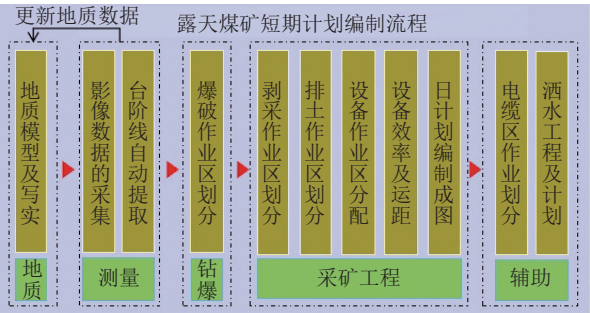 更新地质数据
露天煤矿短期计划编制流程
地质模型及写实
影像数据的采集
台阶线自动提取
爆破作业区划分
剥采作业区划分
排土作业区划分
设备作业区分配
设备效率及运距
日计划编制成图
电缆区作业划分
洒水工程及计划
地质
测量
钻爆
采矿工程
辅助